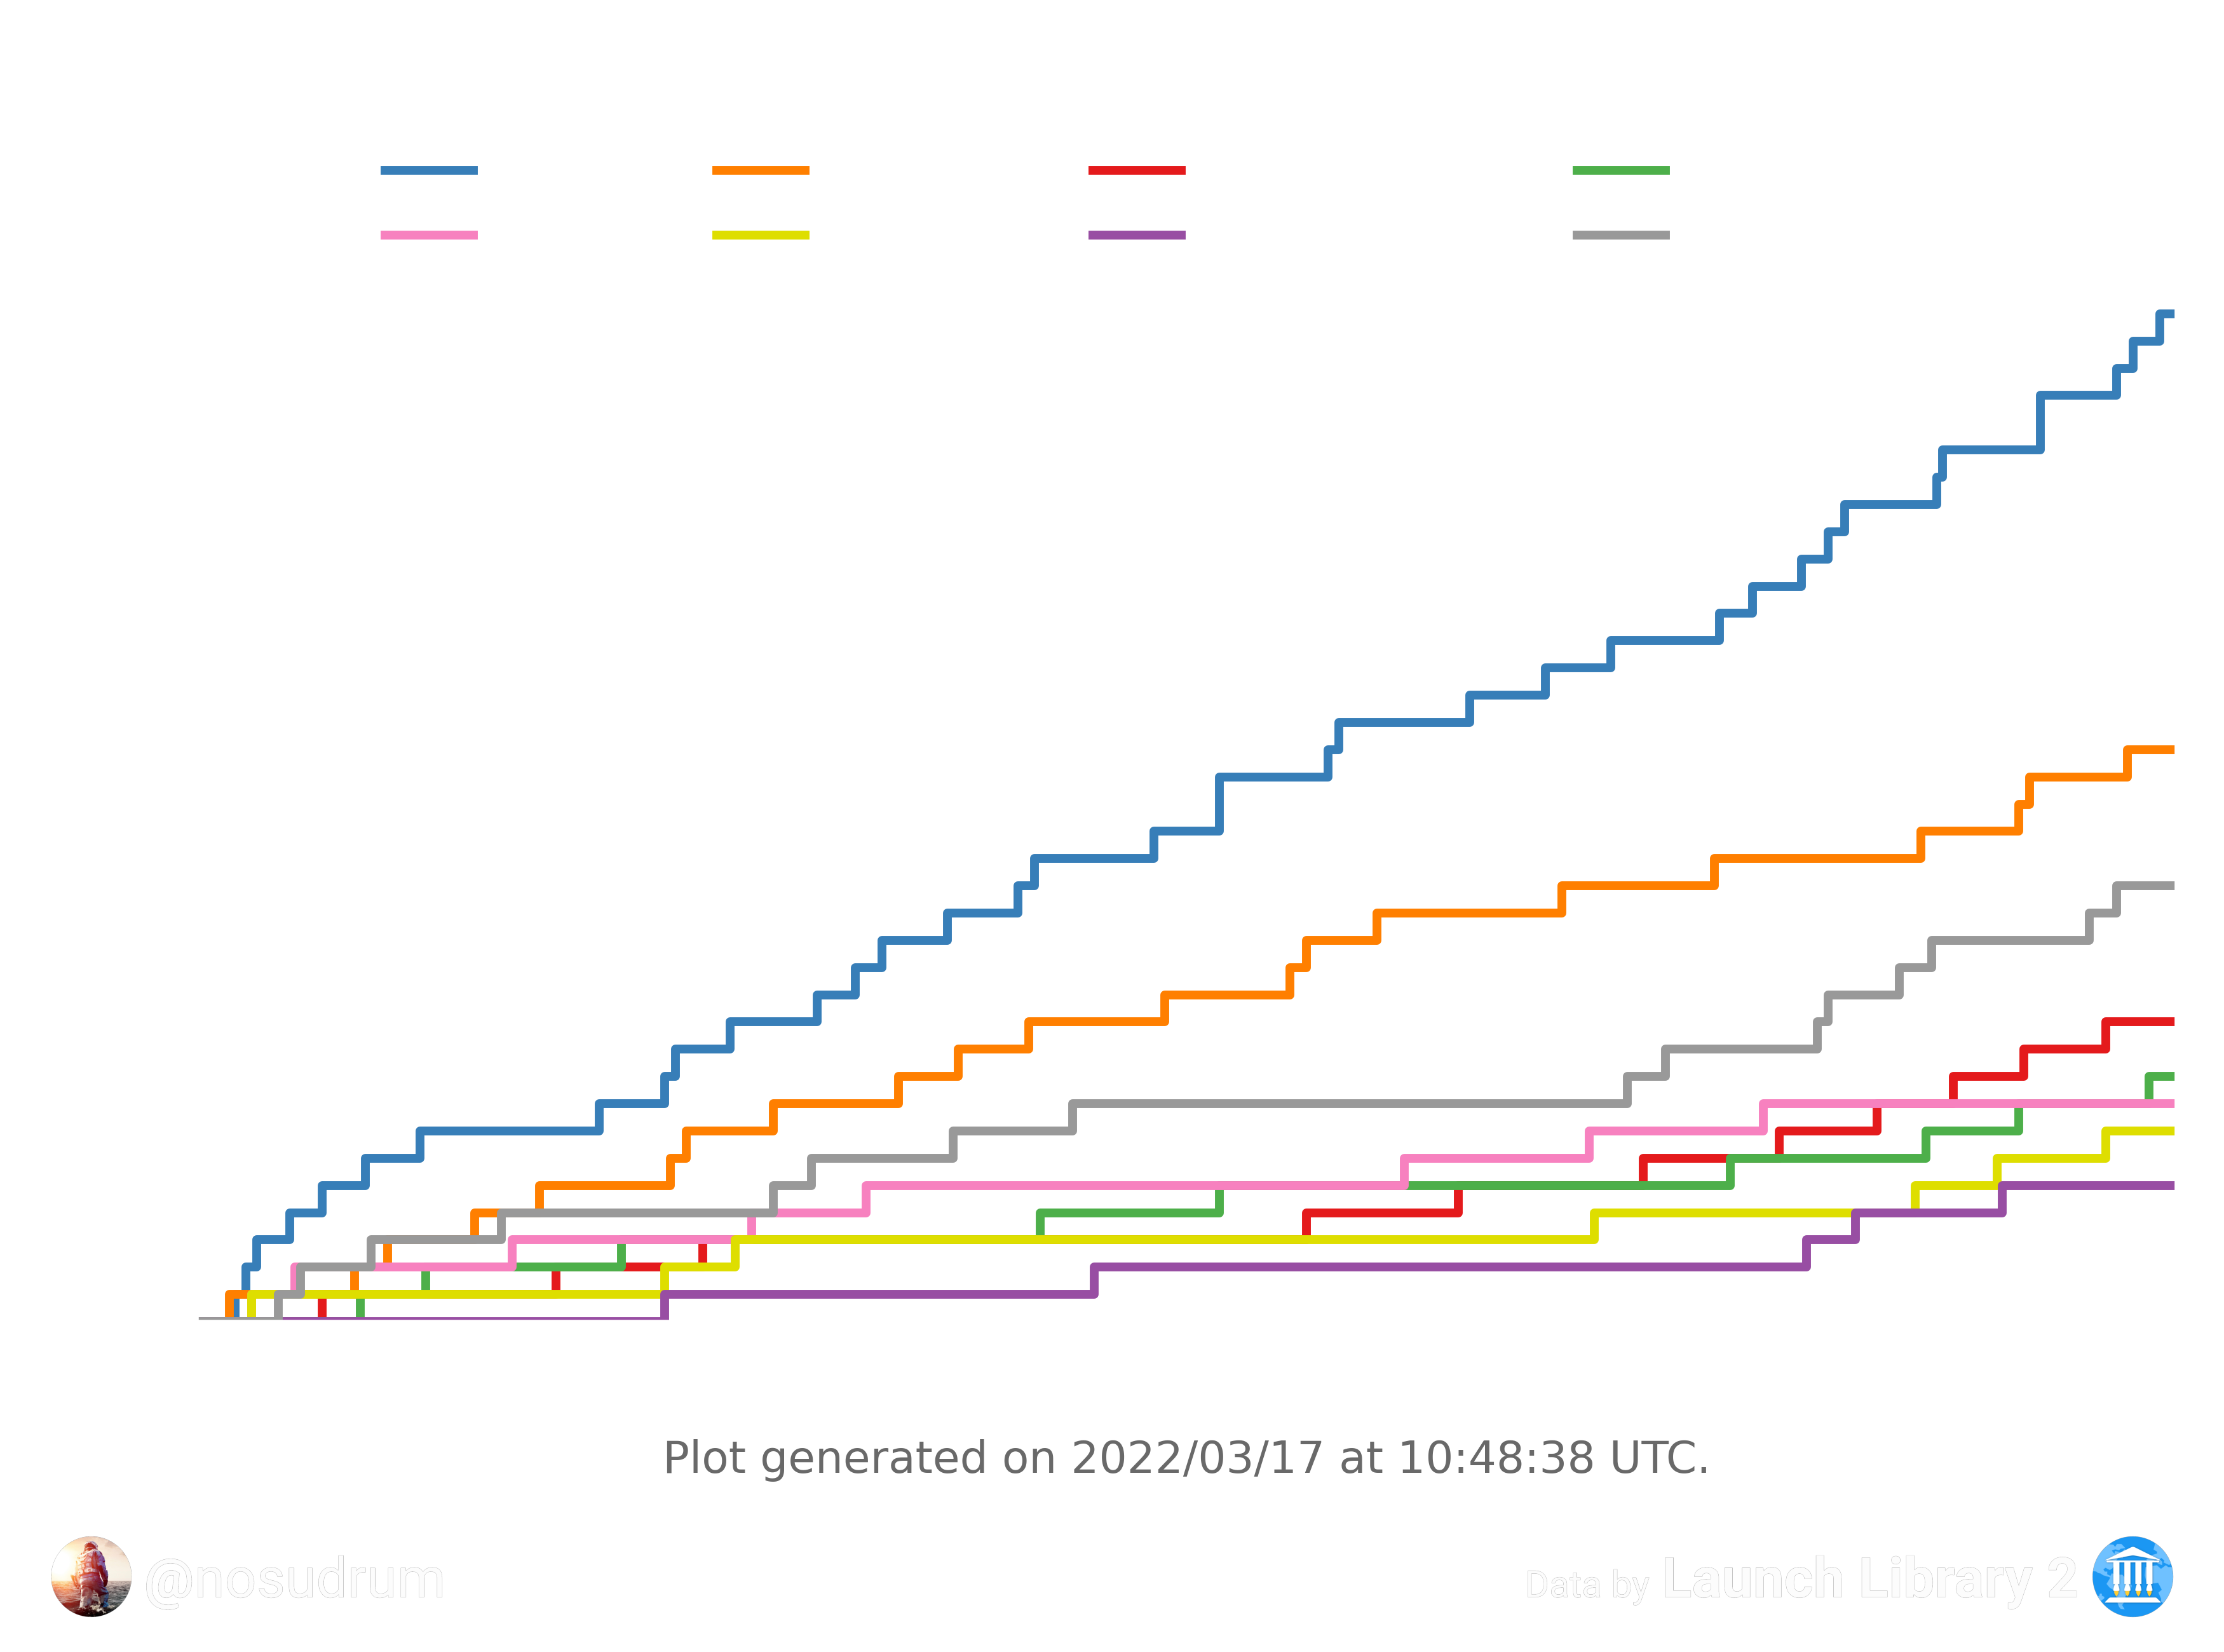 Plot generated on 2022/03/17 at 10:48:38 UTC.
@nosudrum
Data by Launch Library 2